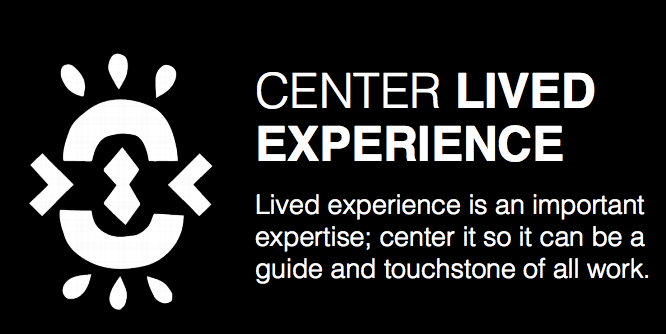 CENTER LIVED
EXPERIENCE
Lived experience is an important
expertise; center it so it can be a
guide and touchstone of all work.